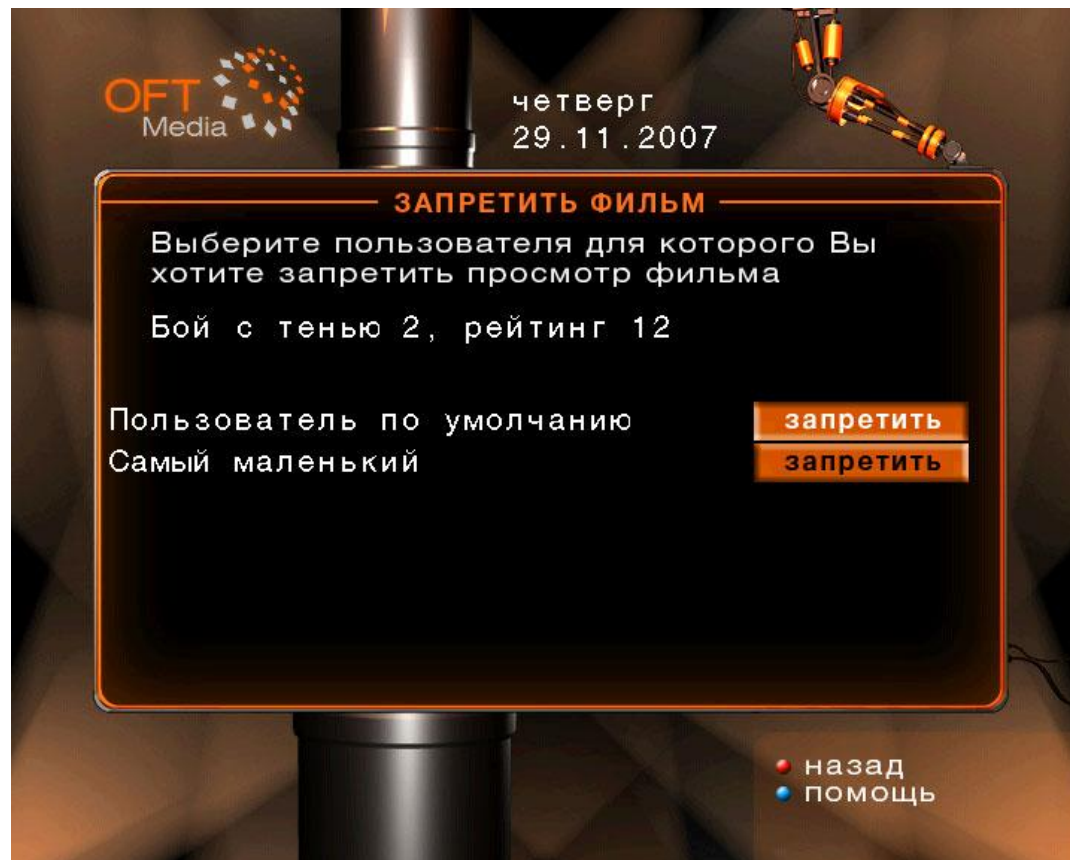 OFT
Media
четверг
29.11.2007
ЗАПРЕТИТЬ ФИЛЬМ
Выберите пользователя для которого Вы
хотите запретить просмотр фильма
Бой с тенью 2, рейтинг 12
Пользователь по умолчанию запретить
Самый маленький запретить
назад
помощь